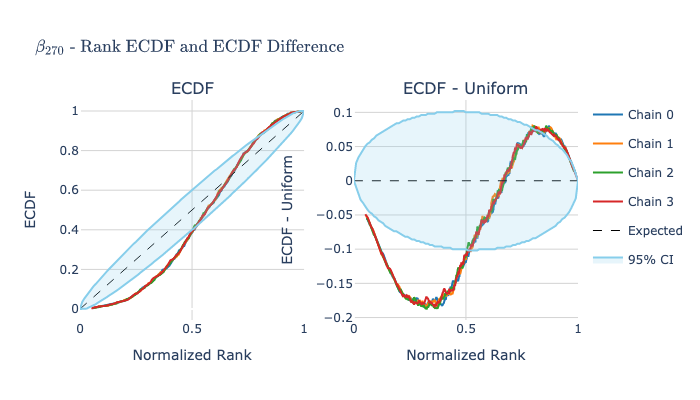 β₂₇₀ - Rank ECDF and ECDF Difference
ECDF
ECDF - Uniform
1
0.8
0.6
0.4
0.2
0
ECDF
0
0.5
1
Normalized Rank
0.1
0.05
0
−0.05
−0.1
−0.15
−0.2
ECDF - Uniform
0
0.5
1
Normalized Rank
Chain 0
Chain 1
Chain 2
Chain 3
Expected
95% CI